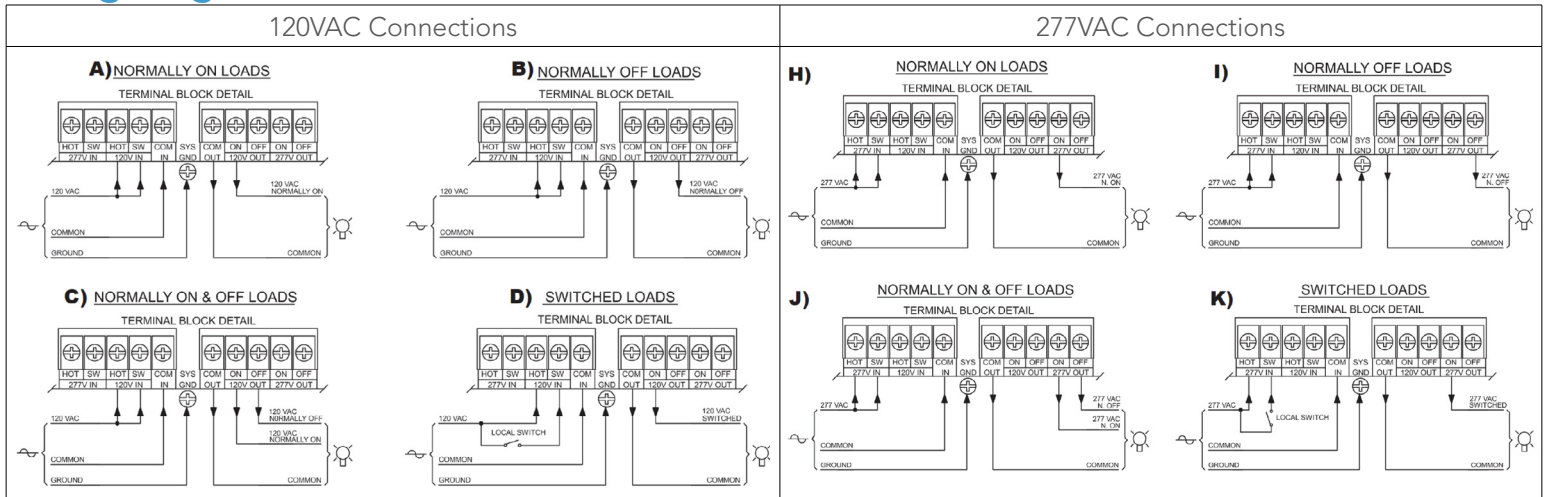 120VAC Connections
277VAC Connections
A) NORMALLY ON LOADS
TERMINAL BLOCK DETAIL
HOT SW HOT SW COM SYS COM ON OFF ON OFF
277V IN 120V IN IN GND OUT 120V OUT 277V OUT
120 VAC
120 VAC
NORMALLY ON
COMMON
GROUND
COMMON
B) NORMALLY OFF LOADS
TERMINAL BLOCK DETAIL
HOT SW HOT SW COM SYS COM ON OFF ON OFF
277V IN 120V IN IN GND OUT 120V OUT 277V OUT
120 VAC
120 VAC
NORMALLY OFF
COMMON
GROUND
COMMON
C) NORMALLY ON & OFF LOADS
TERMINAL BLOCK DETAIL
HOT SW HOT SW COM SYS COM ON OFF ON OFF
277V IN 120V IN IN GND OUT 120V OUT 277V OUT
120 VAC
120 VAC
NORMALLY OFF
120 VAC
NORMALLY ON
COMMON
GROUND
COMMON
D) SWITCHED LOADS
TERMINAL BLOCK DETAIL
HOT SW HOT SW COM SYS COM ON OFF ON OFF
277V IN 120V IN IN GND OUT 120V OUT 277V OUT
120 VAC
120 VAC
SWITCHED
LOCAL SWITCH
COMMON
GROUND
COMMON
H) NORMALLY ON LOADS
TERMINAL BLOCK DETAIL
HOT SW HOT SW COM SYS COM ON OFF ON OFF
277V IN 120V IN IN GND OUT 120V OUT 277V OUT
277 VAC
277 VAC
N. ON
COMMON
GROUND
COMMON
I) NORMALLY OFF LOADS
TERMINAL BLOCK DETAIL
HOT SW HOT SW COM SYS COM ON OFF ON OFF
277V IN 120V IN IN GND OUT 120V OUT 277V OUT
277 VAC
277 VAC
N. OFF
COMMON
GROUND
COMMON
J) NORMALLY ON & OFF LOADS
TERMINAL BLOCK DETAIL
HOT SW HOT SW COM SYS COM ON OFF ON OFF
277V IN 120V IN IN GND OUT 120V OUT 277V OUT
277 VAC
277 VAC
N. OFF
277 VAC
N. ON
COMMON
GROUND
COMMON
K) SWITCHED LOADS
TERMINAL BLOCK DETAIL
HOT SW HOT SW COM SYS COM ON OFF ON OFF
277V IN 120V IN IN GND OUT 120V OUT 277V OUT
277 VAC
277 VAC
SWITCHED
LOCAL SWITCH
COMMON
GROUND
COMMON